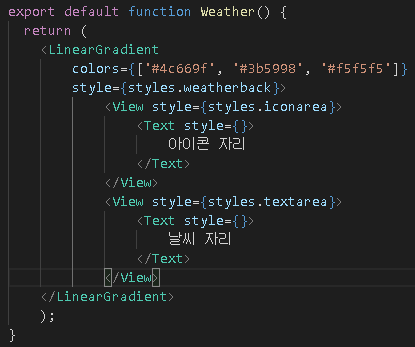 export default function Weather() {
return (
<LinearGradient
colors={['#4c669f', '#3b5998', '#f5f5f5']}
style={styles.weatherback}>
<View style={styles.iconarea}>
<Text style={}>
아이콘 자리
</Text>
</View>
<View style={styles.textarea}>
<Text style={}>
날씨 자리
</Text>
</View>
</LinearGradient>
);
}